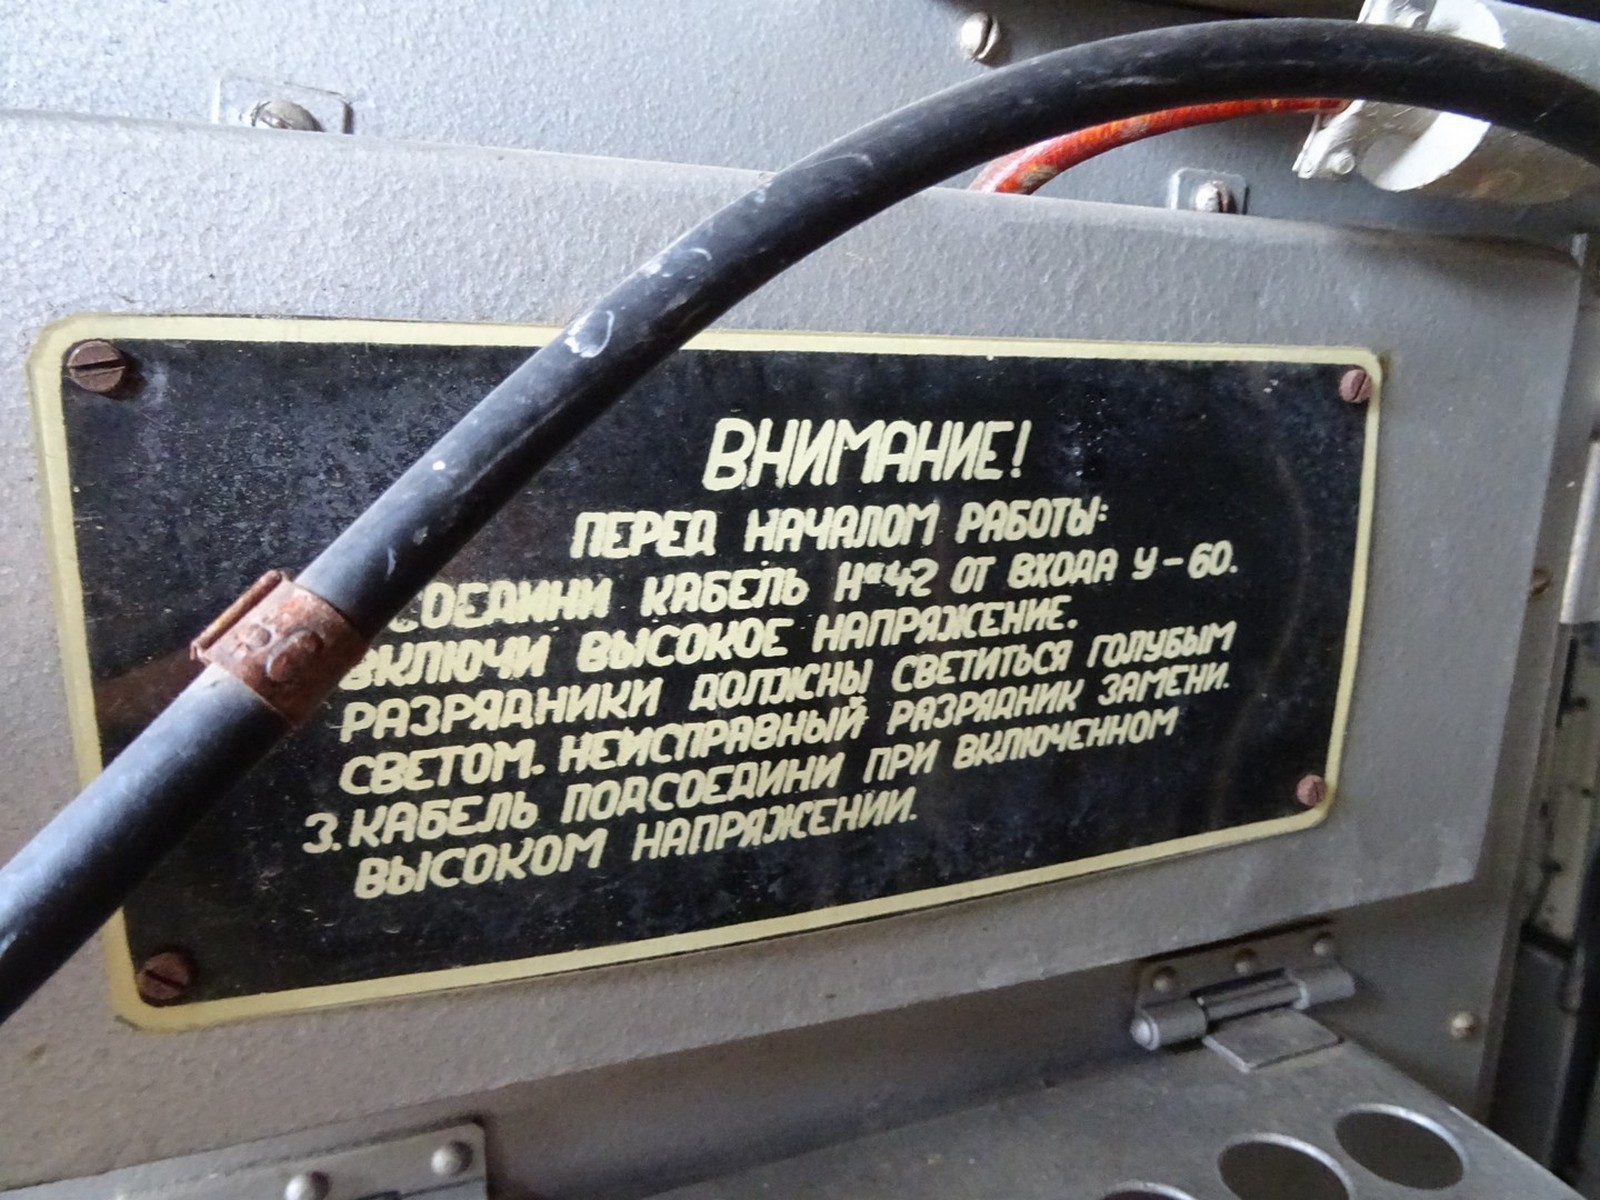 ВНИМАНИЕ!
ПЕРЕД НАЧАЛОМ РАБОТЫ:
СОЕДИНИ КАБЕЛЬ №42 ОТ ВХОДА У-60.
ВКЛЮЧИ ВЫСОКОЕ НАПРЯЖЕНИЕ.
РАЗРЯДНИКИ ДОЛЖНЫ СВЕТИТЬСЯ ГОЛУБЫМ
СВЕТОМ. НЕИСПРАВНЫЙ РАЗРЯДНИК ЗАМЕНИ.
3. КАБЕЛЬ ПОДСОЕДИНИ ПРИ ВКЛЮЧЕННОМ
ВЫСОКОМ НАПРЯЖЕНИИ.